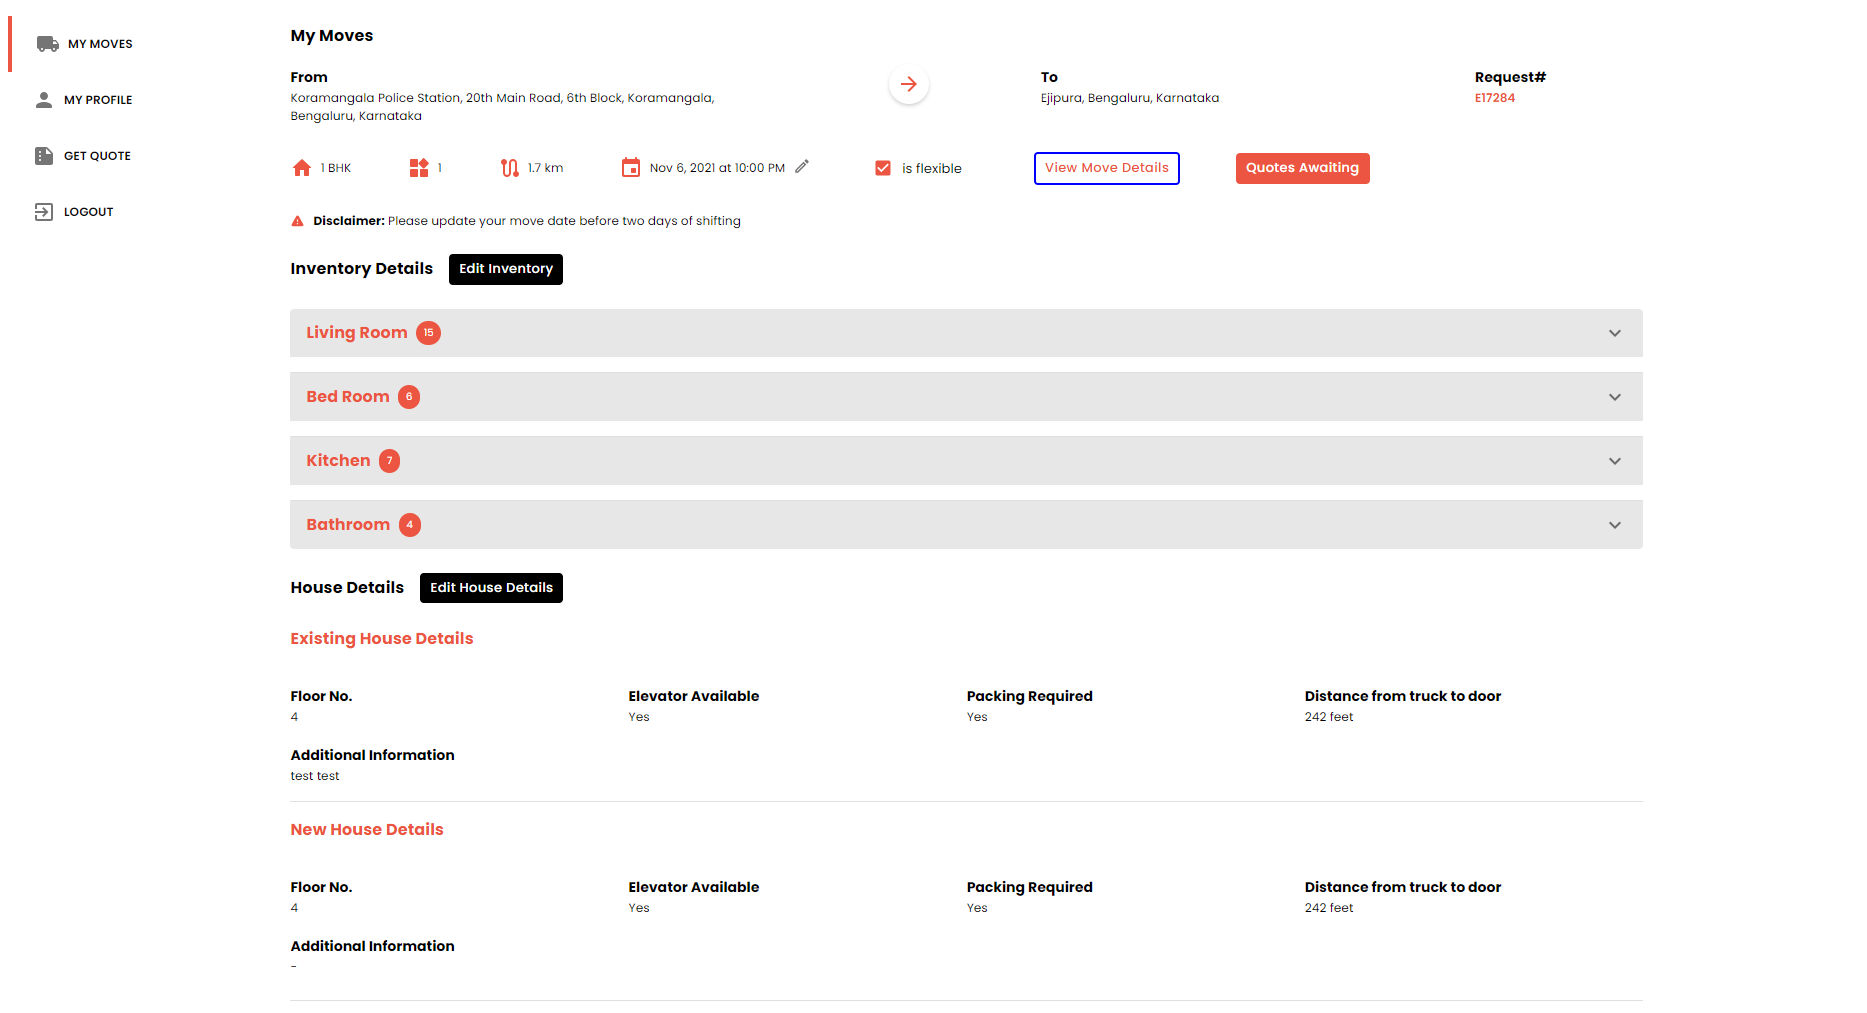 MY MOVES
MY PROFILE
GET QUOTE
LOGOUT
My Moves
From
Koramangala Police Station, 20th Main Road, 6th Block, Koramangala,
Bengaluru, Karnataka
To
Ejipura, Bengaluru, Karnataka
Request#
E17284
1 BHK
1
1.7 km
Nov 6, 2021 at 10:00 PM
is flexible
View Move Details
Quotes Awaiting
Disclaimer: Please update your move date before two days of shifting
Inventory Details
Edit Inventory
Living Room 15
Bed Room 6
Kitchen 7
Bathroom 4
House Details
Edit House Details
Existing House Details
Floor No.
4
Elevator Available
Yes
Packing Required
Yes
Distance from truck to door
242 feet
Additional Information
test test
New House Details
Floor No.
4
Elevator Available
Yes
Packing Required
Yes
Distance from truck to door
242 feet
Additional Information
-